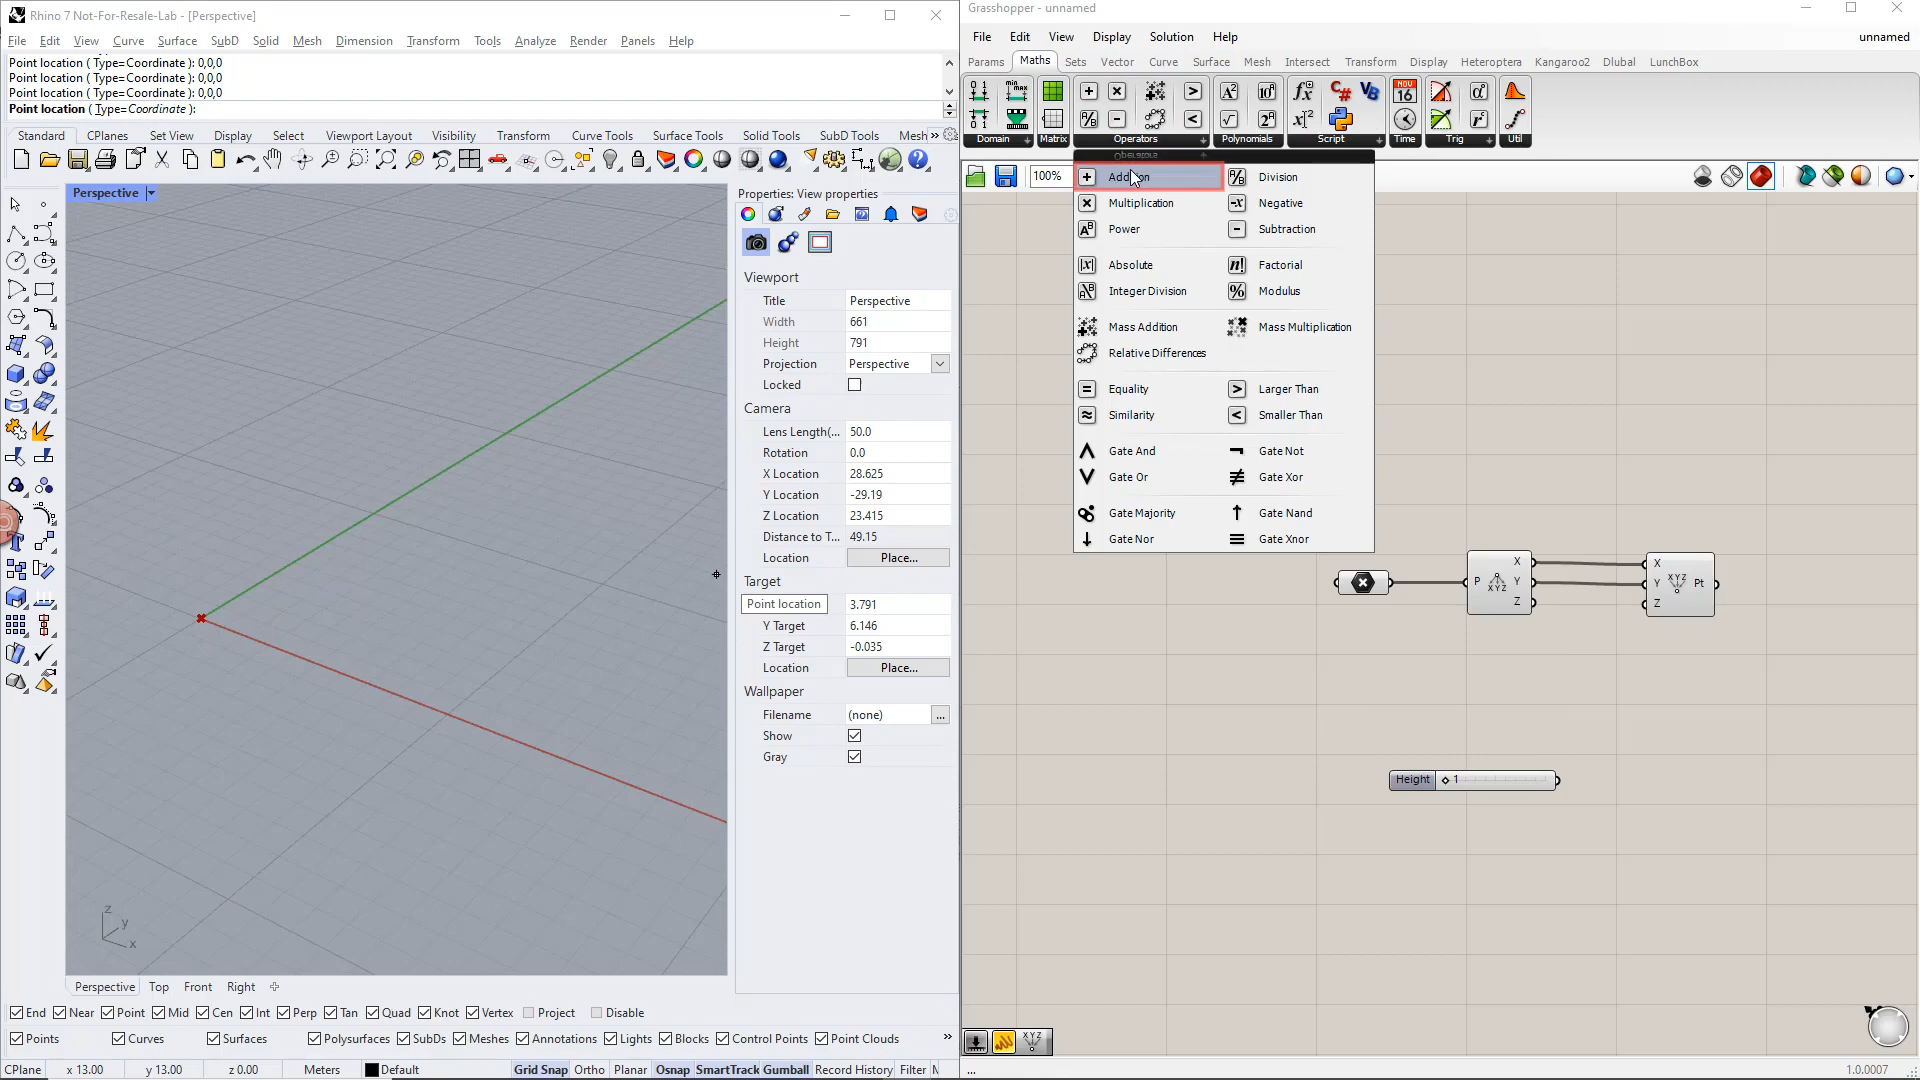 Rhino 7 Not-For-Resale-Lab - [Perspective]
File Edit View Curve Surface SubD Solid Mesh Dimension Transform Tools Analyze Render Panels Help
Point location ( Type=Coordinate ): 0,0,0
Point location ( Type=Coordinate ): 0,0,0
Point location ( Type=Coordinate ): 0,0,0
Point location ( Type=Coordinate ):
Standard CPlanes Set View Display Select Viewport Layout Visibility Transform Curve Tools Surface Tools Solid Tools SubD Tools Mesh »
Perspective
z
y
x
Properties: View properties
Viewport
Title Perspective
Width 661
Height 791
Projection Perspective
Locked
Camera
Lens Length(... 50.0
Rotation 0.0
X Location 28.625
Y Location -29.19
Z Location 23.415
Distance to T... 49.15
Location Place...
Target
Point location 3.791
Y Target 6.146
Z Target -0.035
Location Place...
Wallpaper
Filename (none) ...
Show
Gray
Perspective Top Front Right
End Near Point Mid Cen Int Perp Tan Quad Knot Vertex Project Disable
Points Curves Surfaces Polysurfaces SubDs Meshes Annotations Lights Blocks Control Points Point Clouds »
CPlane x 13.00 y 13.00 z 0.00 Meters Default Grid Snap Ortho Planar Osnap SmartTrack Gumball Record History Filter M
Grasshopper - unnamed
File Edit View Display Solution Help unnamed
Params Maths Sets Vector Curve Surface Mesh Intersect Transform Display Heteroptera Kangaroo2 Dlubal LunchBox
Domain Matrix Operators Polynomials Script Time Trig Util
100%
Operators
Addition Division
Multiplication Negative
Power Subtraction
Absolute Factorial
Integer Division Modulus
Mass Addition Mass Multiplication
Relative Differences
Equality Larger Than
Similarity Smaller Than
Gate And Gate Not
Gate Or Gate Xor
Gate Majority Gate Nand
Gate Nor Gate Xnor
P XYZ X Y Z
X Y Z XYZ Pt
Height 1
XYZ
... 1.0.0007